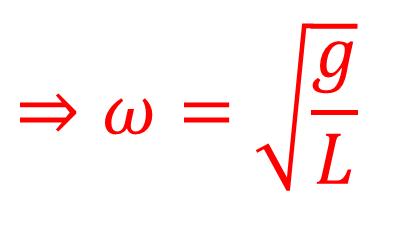 ⇒ ω = √(g/L)